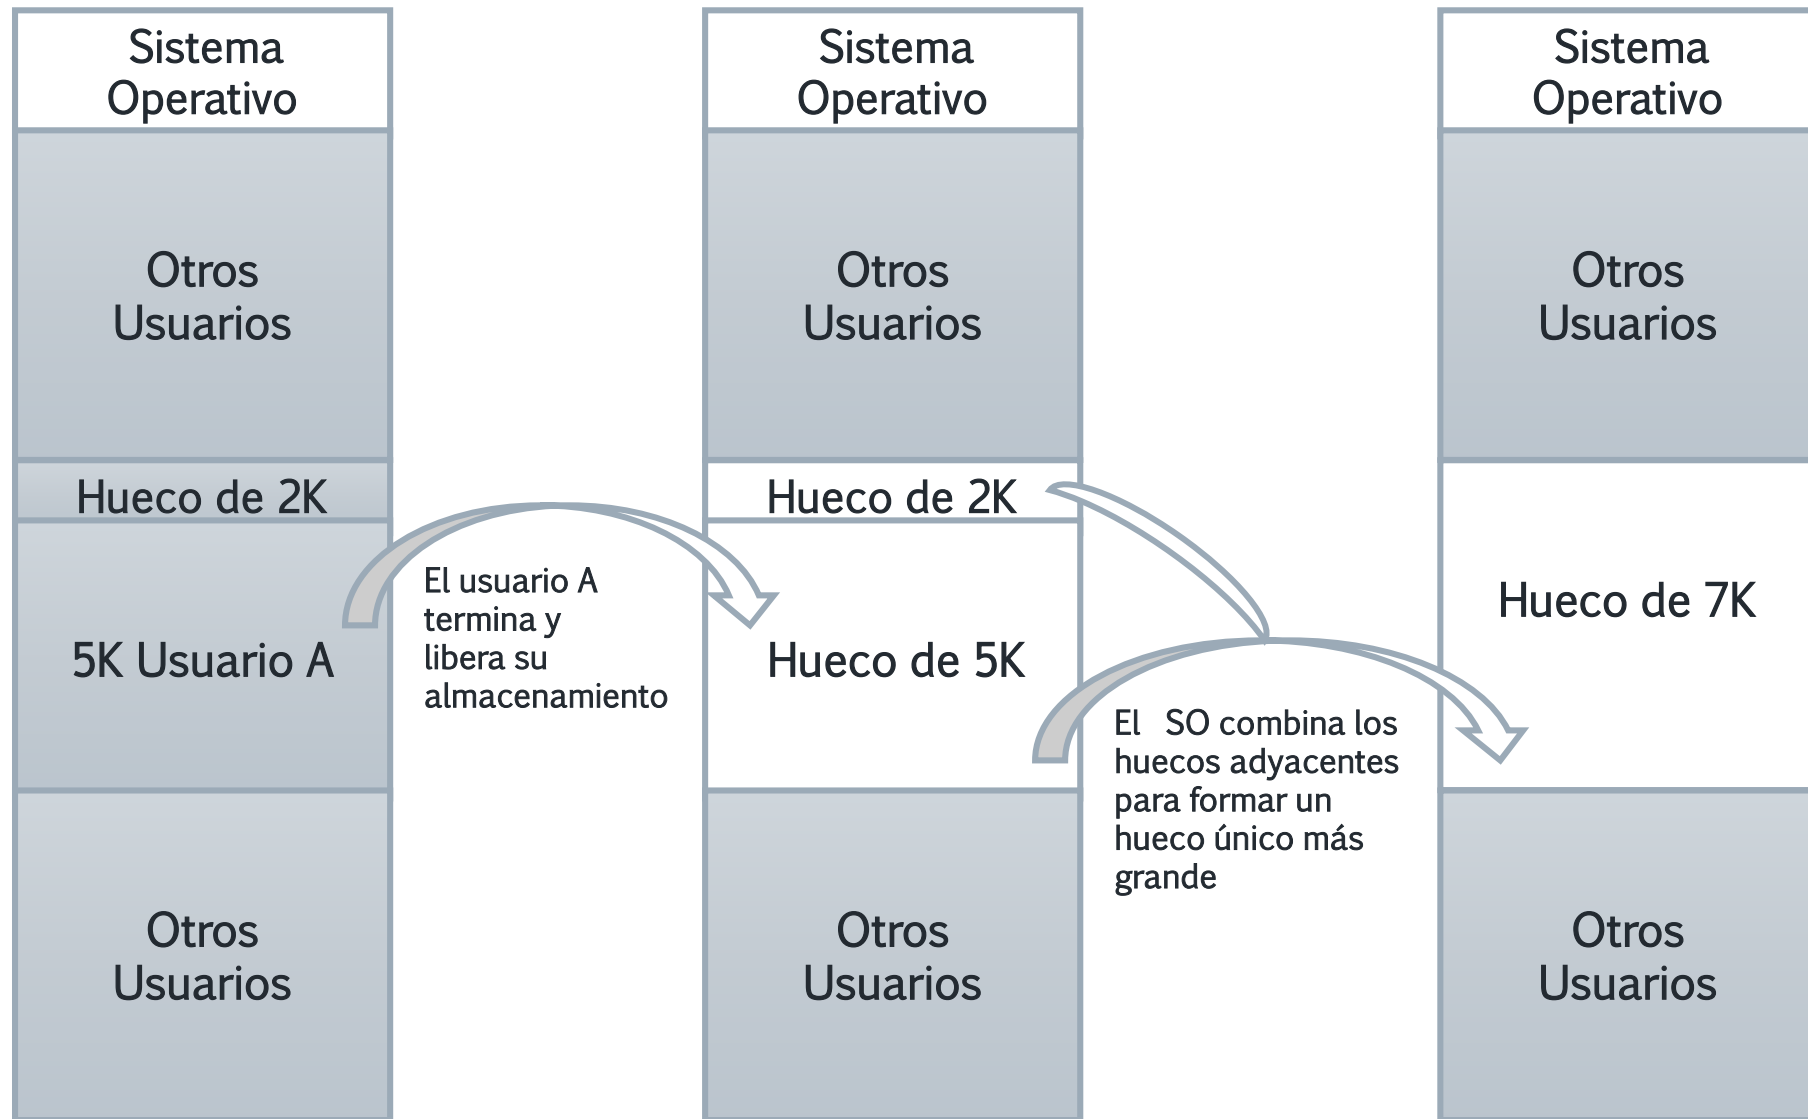 Sistema
Operativo
Otros
Usuarios
Hueco de 2K
5K Usuario A
Otros
Usuarios
El usuario A
termina y
libera su
almacenamiento
Sistema
Operativo
Otros
Usuarios
Hueco de 2K
Hueco de 5K
Otros
Usuarios
El SO combina los
huecos adyacentes
para formar un
hueco único más
grande
Sistema
Operativo
Otros
Usuarios
Hueco de 7K
Otros
Usuarios